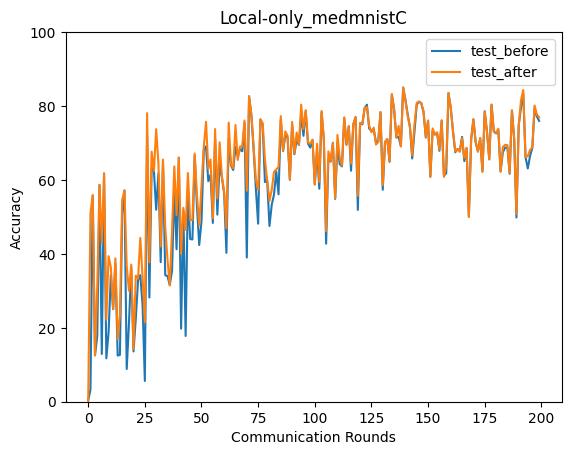 Local-only_medmnistC
test_before
test_after
Accuracy
100
80
60
40
20
0
0 25 50 75 100 125 150 175 200
Communication Rounds